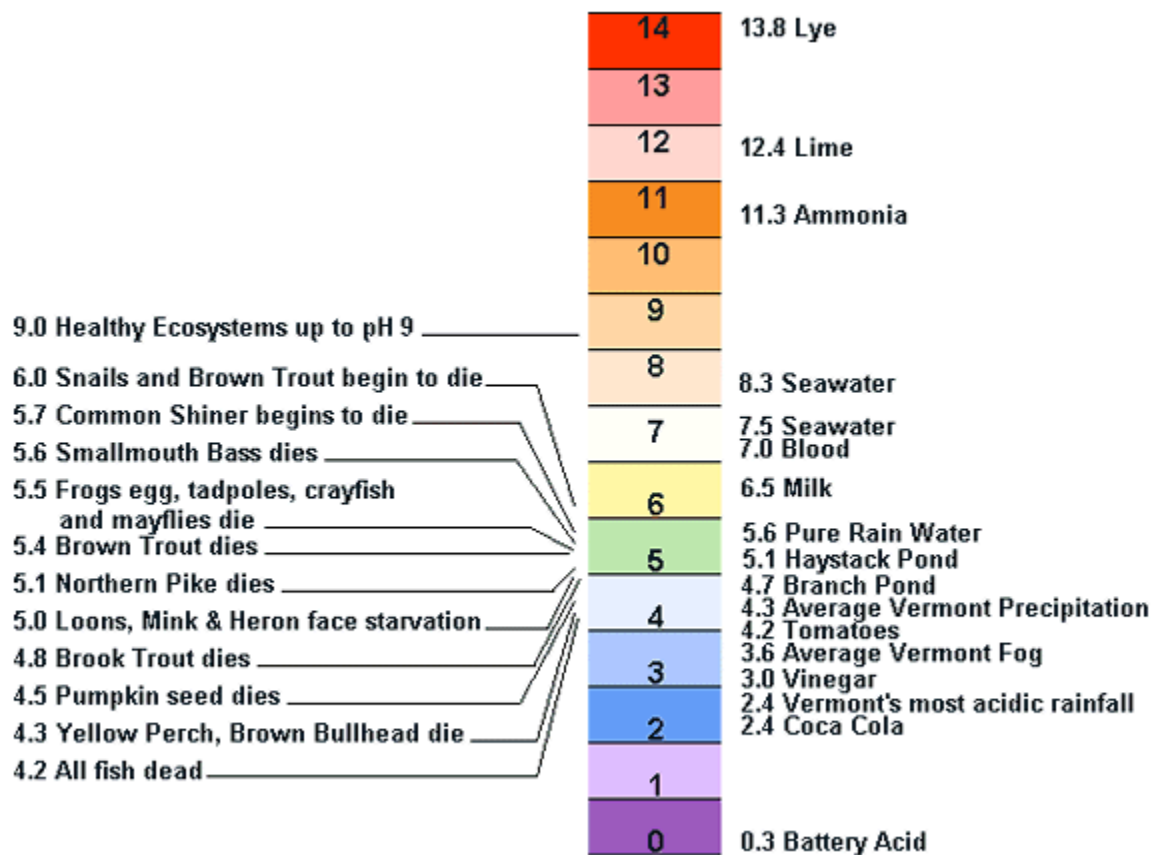 9.0 Healthy Ecosystems up to pH 9
6.0 Snails and Brown Trout begin to die
5.7 Common Shiner begins to die
5.6 Smallmouth Bass dies
5.5 Frogs egg, tadpoles, crayfish
and mayflies die
5.4 Brown Trout dies
5.1 Northern Pike dies
5.0 Loons, Mink & Heron face starvation
4.8 Brook Trout dies
4.5 Pumpkin seed dies
4.3 Yellow Perch, Brown Bullhead die
4.2 All fish dead
14
13
12
11
10
9
8
7
6
5
4
3
2
1
0
13.8 Lye
12.4 Lime
11.3 Ammonia
8.3 Seawater
7.5 Seawater
7.0 Blood
6.5 Milk
5.6 Pure Rain Water
5.1 Haystack Pond
4.7 Branch Pond
4.3 Average Vermont Precipitation
4.2 Tomatoes
3.6 Average Vermont Fog
3.0 Vinegar
2.4 Vermont's most acidic rainfall
2.4 Coca Cola
0.3 Battery Acid